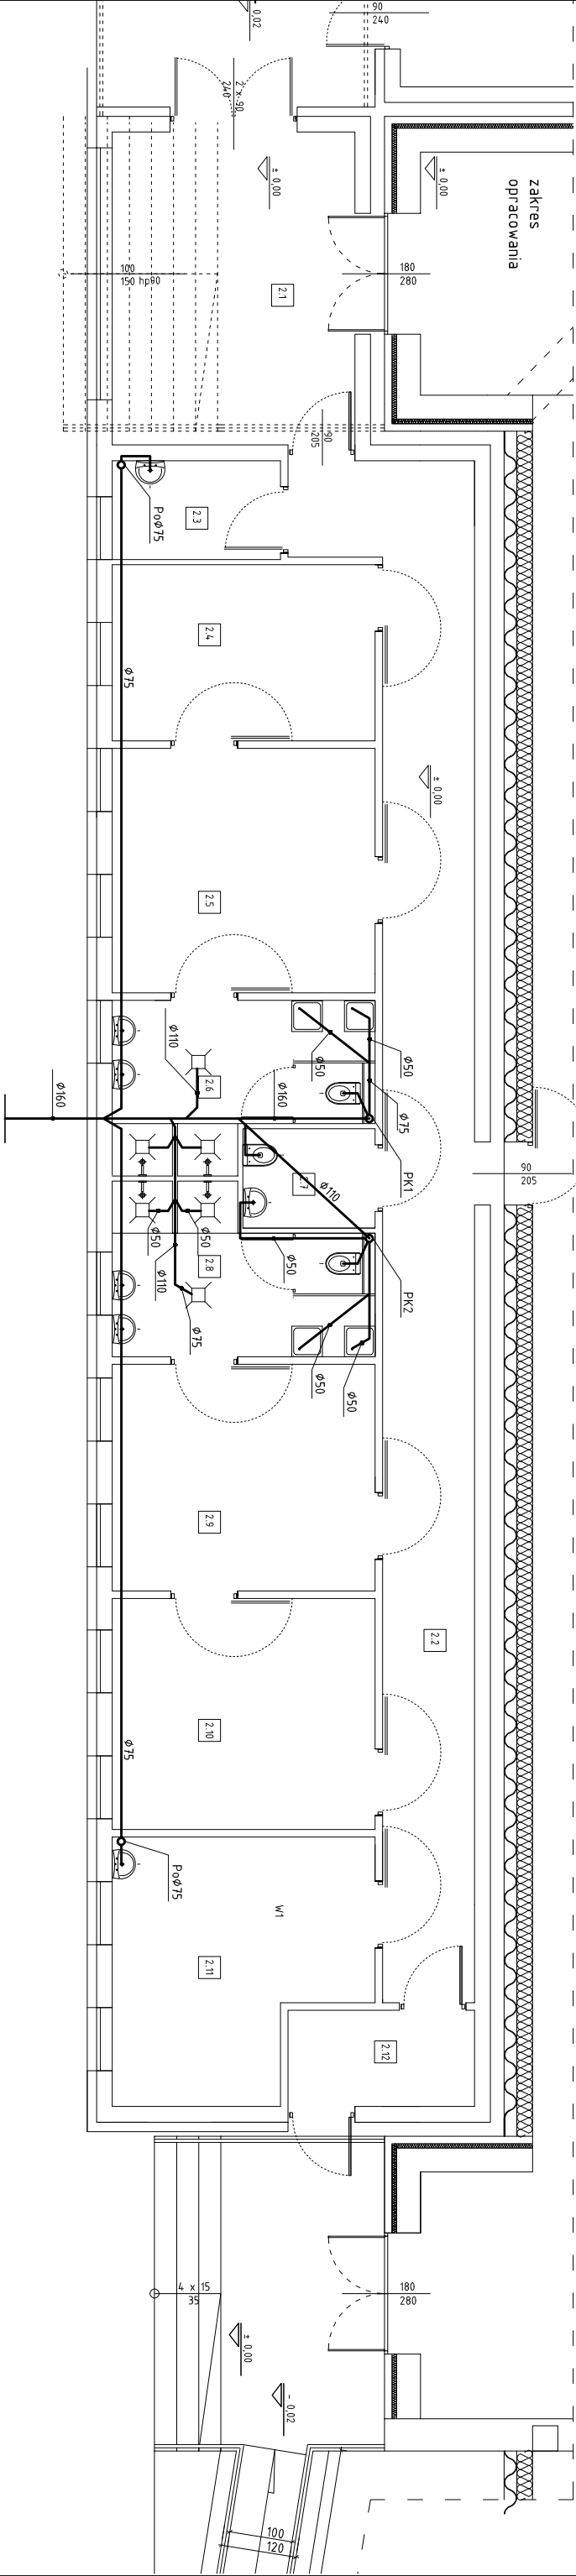 90
240
0,02
2 x 90
240
± 0,00
± 0,00
zakres
opracowania
180
280
100
150 hp90
2.1
90
205
2.3
Poø75
2.4
ø75
± 0,00
2.5
ø110
2.6
ø50
ø50
ø160
ø160
ø75
PK1
90
205
2.7
ø110
ø50
ø50
ø110
2.8
ø50
PK2
ø75
ø50
ø50
2.9
2.2
2.10
ø75
Poø75
W1
2.11
2.12
180
280
4 x 15
35
± 0,00
- 0,02
100
120